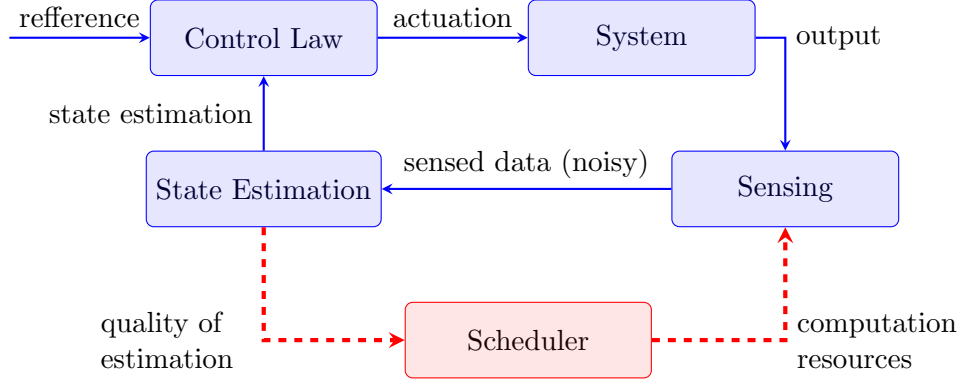 refference
Control Law
actuation
System
output
state estimation
State Estimation
sensed data (noisy)
Sensing
quality of
estimation
Scheduler
computation
resources